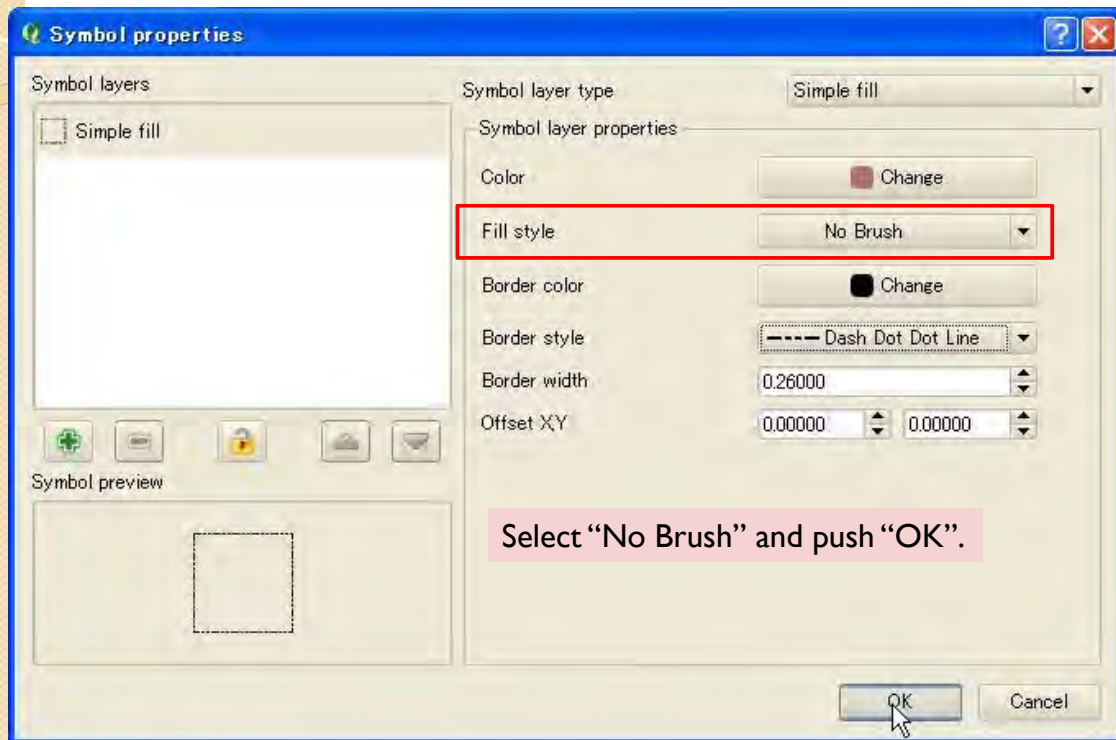 Symbol properties
Symbol layers
Simple fill
Symbol preview
Symbol layer type Simple fill
Symbol layer properties
Color Change
Fill style No Brush
Border color Change
Border style Dash Dot Dot Line
Border width 0.26000
Offset X,Y 0.00000 0.00000
Select “No Brush” and push “OK”.
OK Cancel